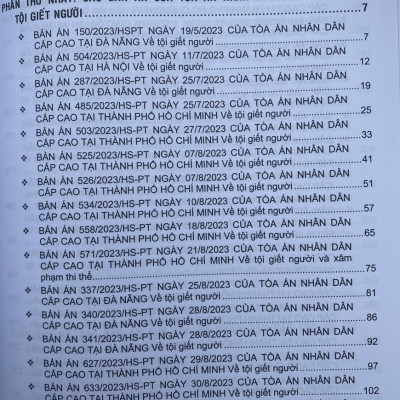 PHẦN THỨ NHẤT:
TỘI GIẾT NGƯỜI 7
❖ BẢN ÁN 150/2023/HSPT NGÀY 19/5/2023 CỦA TÒA ÁN NHÂN DÂN
CẤP CAO TẠI ĐÀ NẴNG Về tội giết người 7
❖ BẢN ÁN 504/2023/HS-PT NGÀY 11/7/2023 CỦA TÒA ÁN NHÂN DÂN
CẤP CAO TẠI HÀ NỘI Về tội giết người 12
❖ BẢN ÁN 287/2023/HS-PT NGÀY 25/7/2023 CỦA TÒA ÁN NHÂN DÂN
CẤP CAO TẠI ĐÀ NẴNG Về tội giết người 19
❖ BẢN ÁN 485/2023/HS-PT NGÀY 25/7/2023 CỦA TÒA ÁN NHÂN DÂN
CẤP CAO TẠI THÀNH PHỐ HỒ CHÍ MINH Về tội giết người 25
❖ BẢN ÁN 503/2023/HS-PT NGÀY 27/7/2023 CỦA TÒA ÁN NHÂN DÂN
CẤP CAO TẠI THÀNH PHỐ HỒ CHÍ MINH Về tội giết người 33
❖ BẢN ÁN 525/2023/HS-PT NGÀY 07/8/2023 CỦA TÒA ÁN NHÂN DÂN
CẤP CAO TẠI THÀNH PHỐ HỒ CHÍ MINH Về tội giết người 41
❖ BẢN ÁN 526/2023/HS-PT NGÀY 07/8/2023 CỦA TÒA ÁN NHÂN DÂN
CẤP CAO TẠI THÀNH PHỐ HỒ CHÍ MINH Về tội giết người 51
❖ BẢN ÁN 534/2023/HS-PT NGÀY 10/8/2023 CỦA TÒA ÁN NHÂN DÂN
CẤP CAO TẠI THÀNH PHỐ HỒ CHÍ MINH Về tội giết người 57
❖ BẢN ÁN 558/2023/HS-PT NGÀY 18/8/2023 CỦA TÒA ÁN NHÂN DÂN
CẤP CAO TẠI THÀNH PHỐ HỒ CHÍ MINH Về tội giết người 65
❖ BẢN ÁN 571/2023/HS-PT NGÀY 21/8/2023 CỦA TÒA ÁN NHÂN DÂN
CẤP CAO TẠI THÀNH PHỐ HỒ CHÍ MINH Về tội giết người và xâm
phạm thi thể 75
❖ BẢN ÁN 337/2023/HS-PT NGÀY 25/8/2023 CỦA TÒA ÁN NHÂN DÂN
CẤP CAO TẠI ĐÀ NẴNG Về tội giết người 81
❖ BẢN ÁN 340/2023/HS-PT NGÀY 28/8/2023 CỦA TÒA ÁN NHÂN DÂN
CẤP CAO TẠI ĐÀ NẴNG Về tội giết người 86
❖ BẢN ÁN 341/2023/HS-PT NGÀY 28/8/2023 CỦA TÒA ÁN NHÂN DÂN
CẤP CAO TẠI ĐÀ NẴNG Về tội giết người 92
❖ BẢN ÁN 627/2023/HS-PT NGÀY 29/8/2023 CỦA TÒA ÁN NHÂN DÂN
CẤP CAO TẠI THÀNH PHỐ HỒ CHÍ MINH Về tội giết người 97
❖ BẢN ÁN 633/2023/HS-PT NGÀY 30/8/2023 CỦA TÒA ÁN NHÂN DÂN
CẤP CAO TẠI THÀNH PHỐ HỒ CHÍ MINH Về tội giết người 102